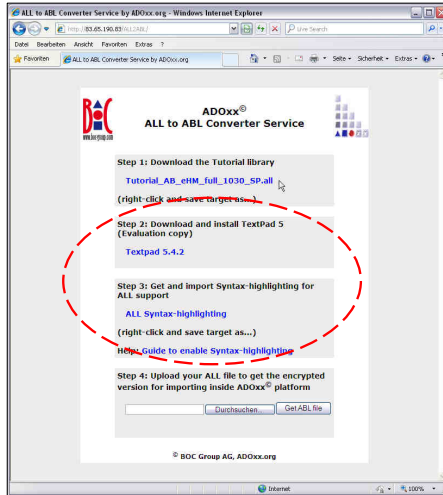 ALL to ABL Converter Service by ADOxx.org - Windows Internet Explorer
http://83.65.190.83/ALL2ABL/
Live Search
Datei Bearbeiten Ansicht Favoriten Extras ?
Favoriten ALL to ABL Converter Service by ADOxx.org Seite Sicherheit Extras
BOC
www.boc-group.com
ADOxx©
ALL to ABL Converter Service
Step 1: Download the Tutorial library
Tutorial_AB_eHM_full_1030_SP.all
(right-click and save target as...)
Step 2: Download and install TextPad 5
(Evaluation copy)
Textpad 5.4.2
Step 3: Get and import Syntax-highlighting for
ALL support
ALL Syntax-highlighting
(right-click and save target as...)
Help: Guide to enable Syntax-highlighting
Step 4: Upload your ALL file to get the encrypted
version for importing inside ADOxx© platform
Durchsuchen... Get ABL file
© BOC Group AG, ADOxx.org
Internet 100%